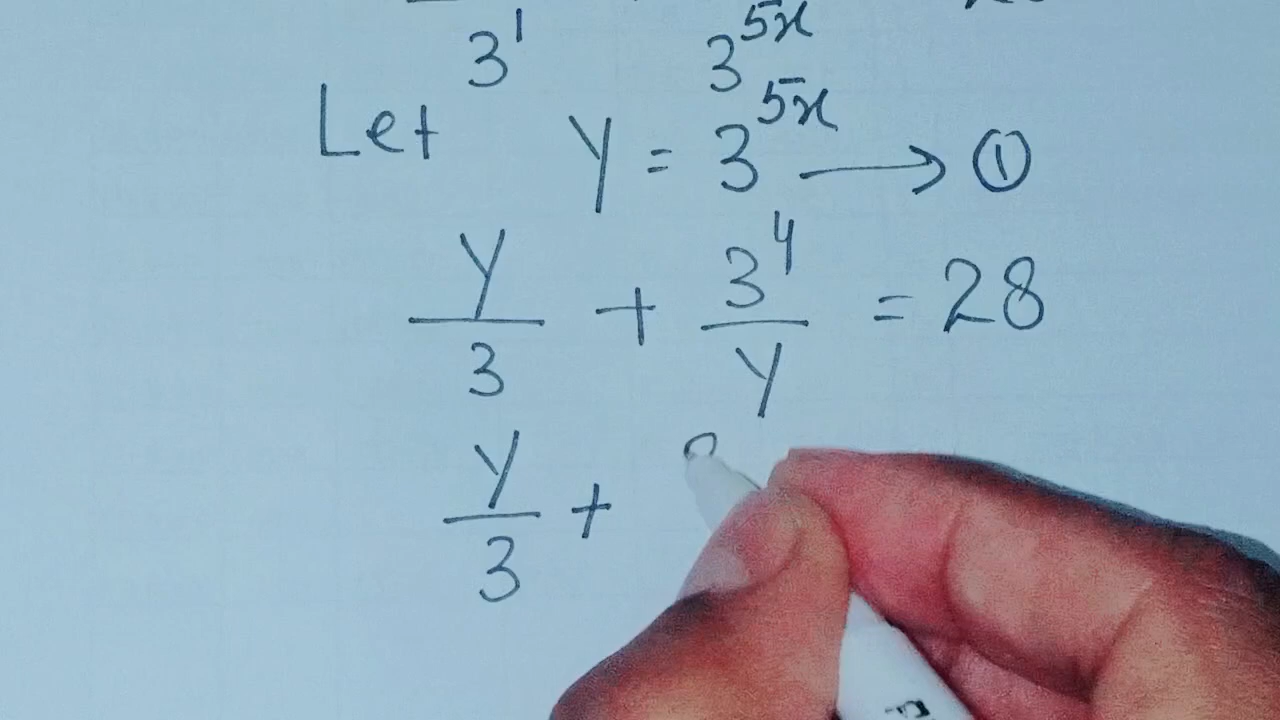 3^1 3^{5x}
Let y = 3^{5x} → ①
y/3 + 3^4/y = 28
y/3 +